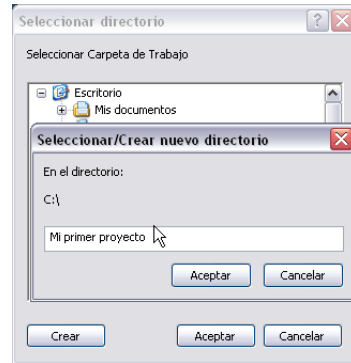 Seleccionar directorio
Seleccionar Carpeta de Trabajo
Escritorio
Mis documentos
Seleccionar/Crear nuevo directorio
En el directorio:
C:\
Mi primer proyecto
Aceptar Cancelar
Crear Aceptar Cancelar